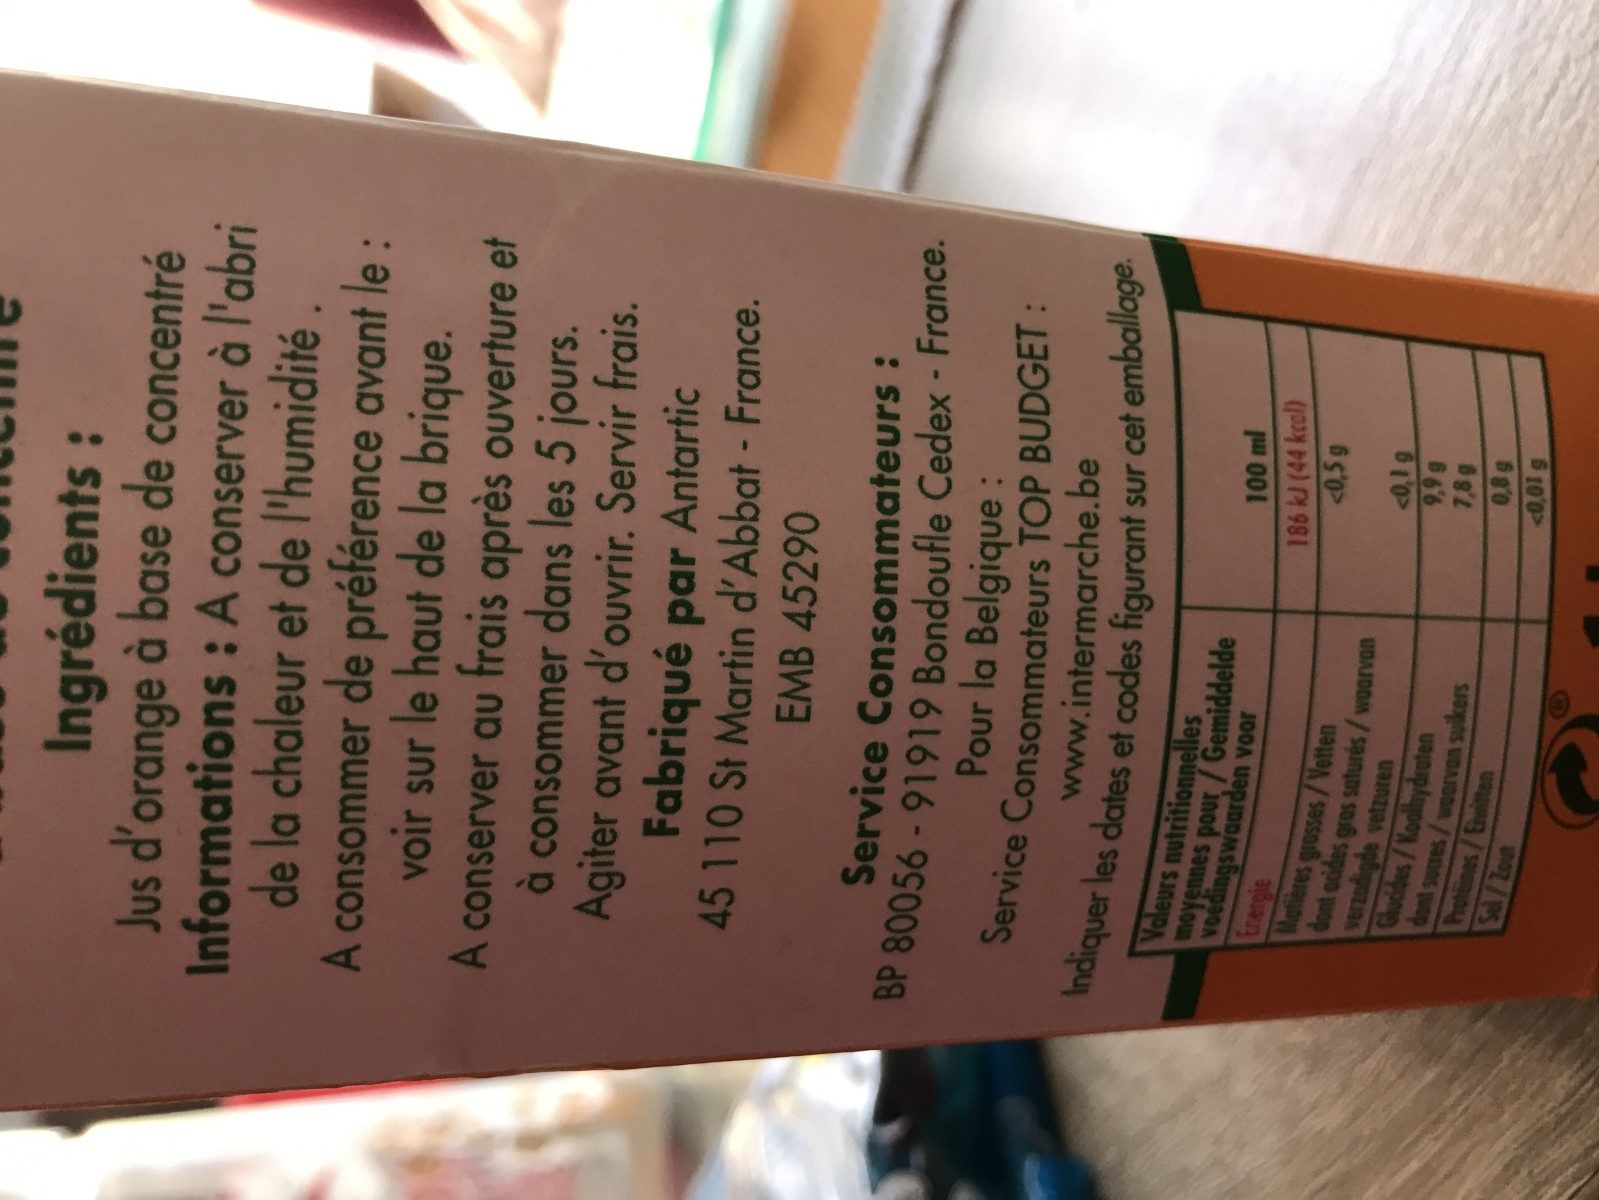 Ingrédients :
Jus d'orange à base de concentré
Informations : A conserver à l'abri
de la chaleur et de l'humidité .
A consommer de préférence avant le :
voir sur le haut de la brique.
A conserver au frais après ouverture et
à consommer dans les 5 jours.
Agiter avant d'ouvrir. Servir frais.
Fabriqué par Antartic
45 110 St Martin d'Abbat - France.
EMB 45290
Service Consommateurs :
BP 80056 - 91919 Bondoufle Cedex - France.
Pour la Belgique :
Service Consommateurs TOP BUDGET :
www.intermarche.be
Indiquer les dates et codes figurant sur cet emballage.
Valeurs nutritionnelles
moyennes pour / Gemiddelde
voedingswaarden voor 100 ml
Energie 186 kJ (44 kcal)
Matières grasses / Vetten <0,5 g
dont acides gras saturés / waarvan
verzadigde vetzuren <0,1 g
Glucides / Koolhydraten 9,9 g
dont sucres / waarvan suikers 7,8 g
Protéines / Eiwitten 0,8 g
Sel / Zout <0,01 g
®